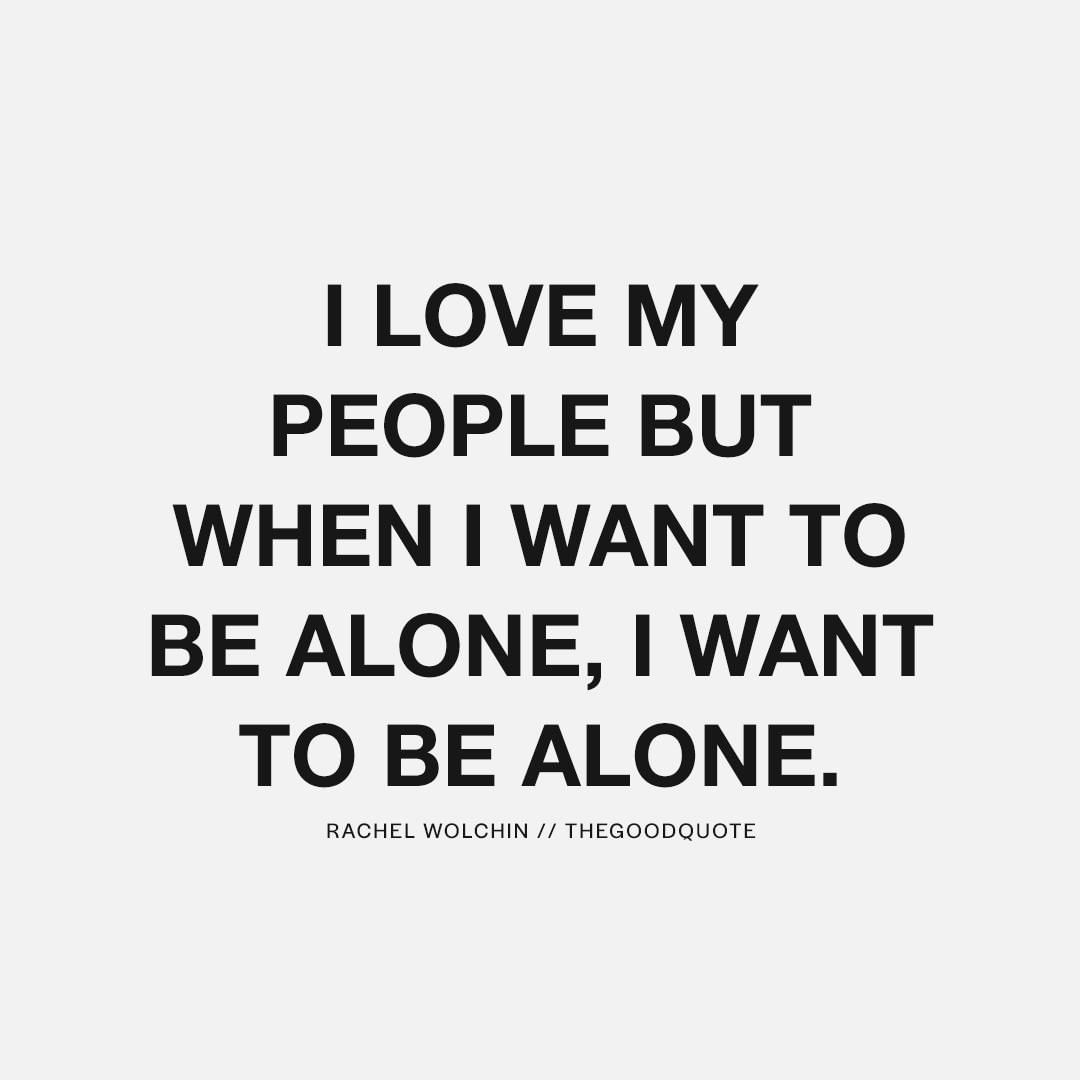 I LOVE MY
PEOPLE BUT
WHEN I WANT TO
BE ALONE, I WANT
TO BE ALONE.
RACHEL WOLCHIN // THEGOODQUOTE